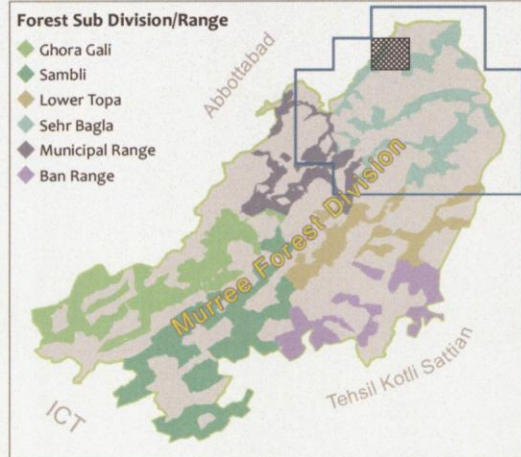 Forest Sub Division/Range
Ghora Gali
Sambli
Lower Topa
Sehr Bagla
Municipal Range
Ban Range
Abbottabad
Murree Forest Division
Tehsil Kotli Sattian
ICT